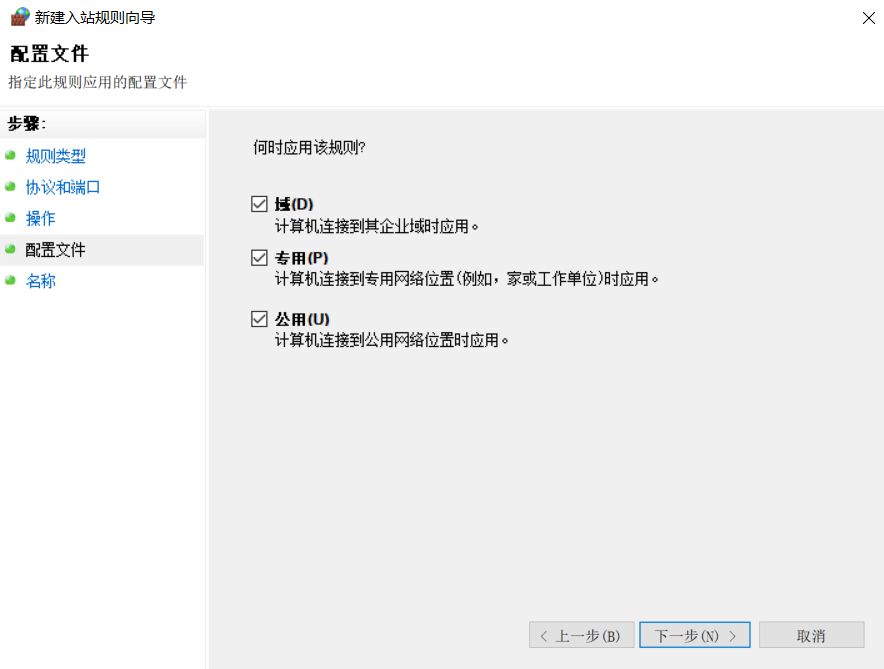 新建入站规则向导
配置文件
指定此规则应用的配置文件
步骤:
规则类型
协议和端口
操作
配置文件
名称
何时应用该规则?
域(D)
计算机连接到其企业域时应用。
专用(P)
计算机连接到专用网络位置(例如，家或工作单位)时应用。
公用(U)
计算机连接到公用网络位置时应用。
< 上一步(B) 下一步(N) > 取消